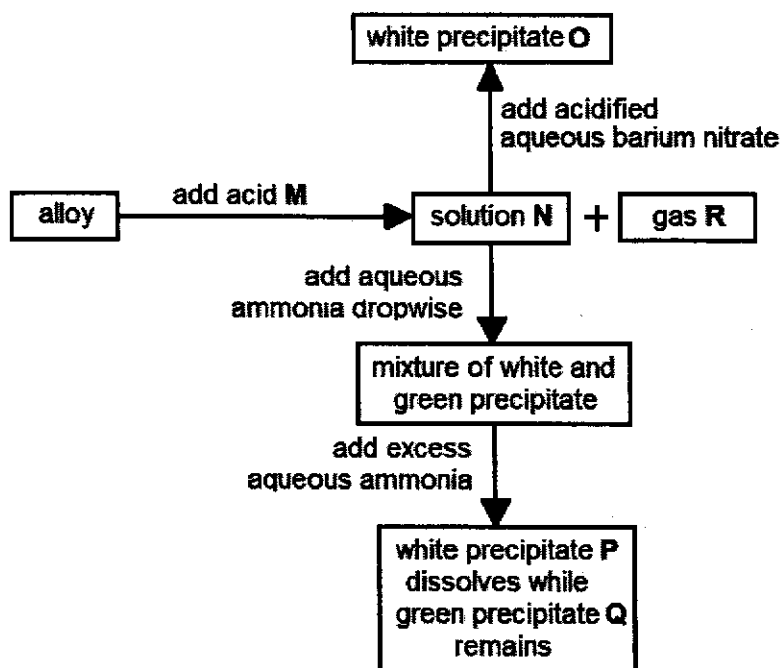 white precipitate O
add acidified
aqueous barium nitrate
alloy
add acid M
solution N
+
gas R
add aqueous
ammonia dropwise
mixture of white and
green precipitate
add excess
aqueous ammonia
white precipitate P
dissolves while
green precipitate Q
remains